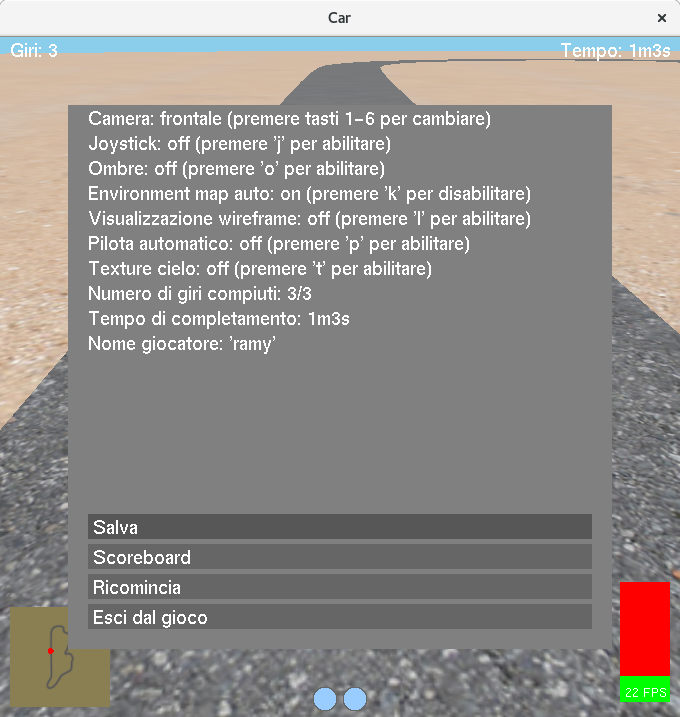 Car
Giri: 3
Tempo: 1m3s
Camera: frontale (premere tasti 1-6 per cambiare)
Joystick: off (premere 'j' per abilitare)
Ombre: off (premere 'o' per abilitare)
Environment map auto: on (premere 'k' per disabilitare)
Visualizzazione wireframe: off (premere 'l' per abilitare)
Pilota automatico: off (premere 'p' per abilitare)
Texture cielo: off (premere 't' per abilitare)
Numero di giri compiuti: 3/3
Tempo di completamento: 1m3s
Nome giocatore: 'ramy'
Salva
Scoreboard
Ricomincia
Esci dal gioco
22 FPS